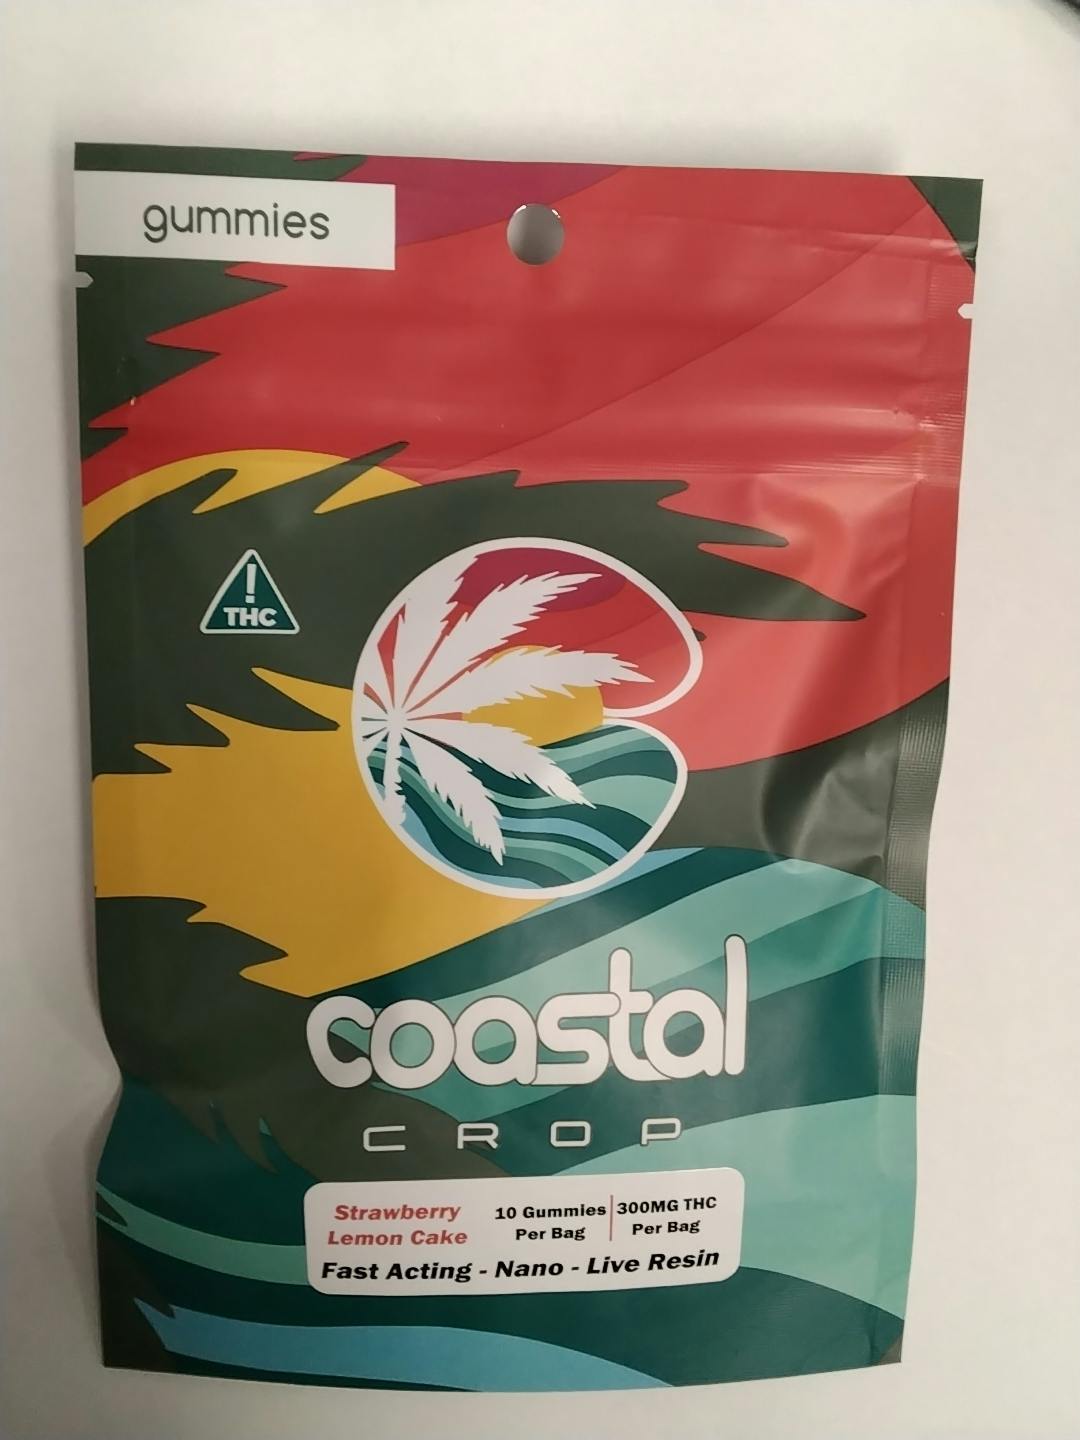 gummies
!
THC
coastal
CROP
Strawberry
Lemon Cake
10 Gummies
Per Bag
300MG THC
Per Bag
Fast Acting - Nano - Live Resin